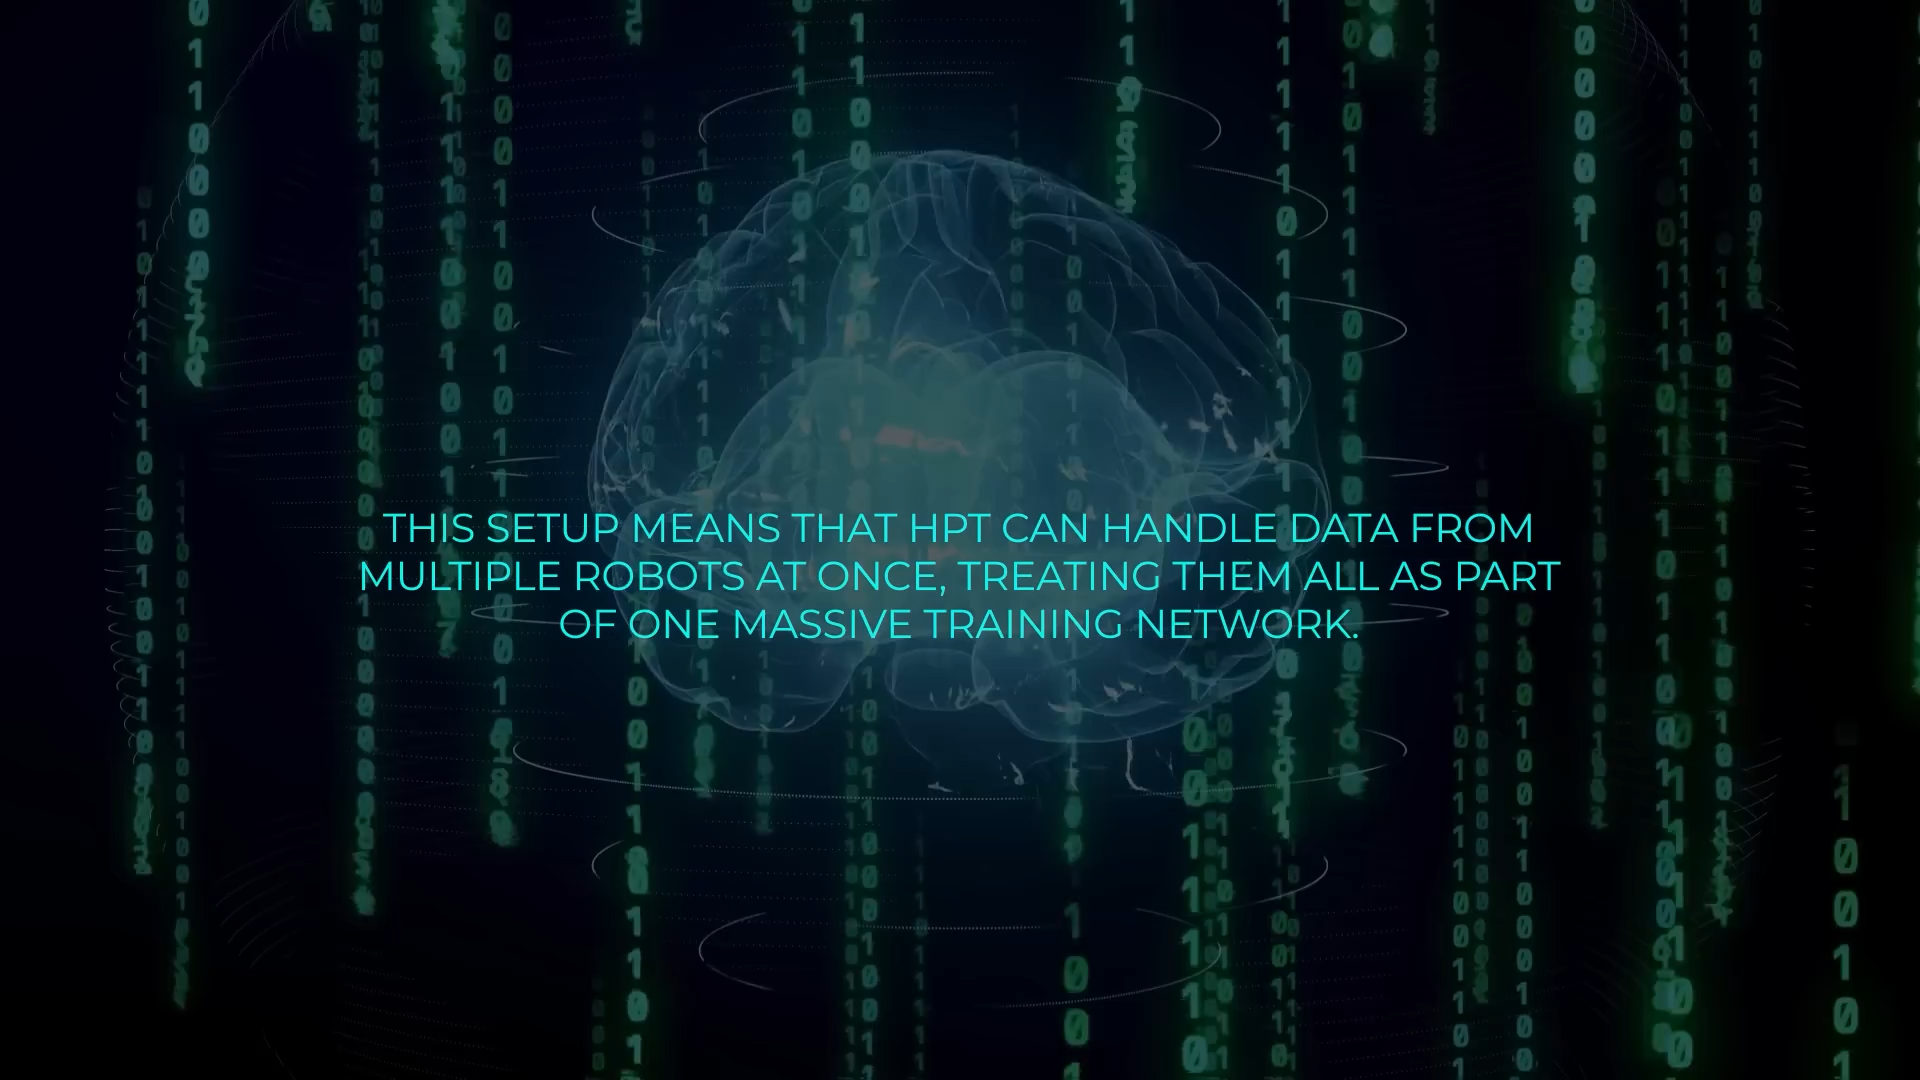 THIS SETUP MEANS THAT HPT CAN HANDLE DATA FROM
MULTIPLE ROBOTS AT ONCE, TREATING THEM ALL AS PART
OF ONE MASSIVE TRAINING NETWORK.